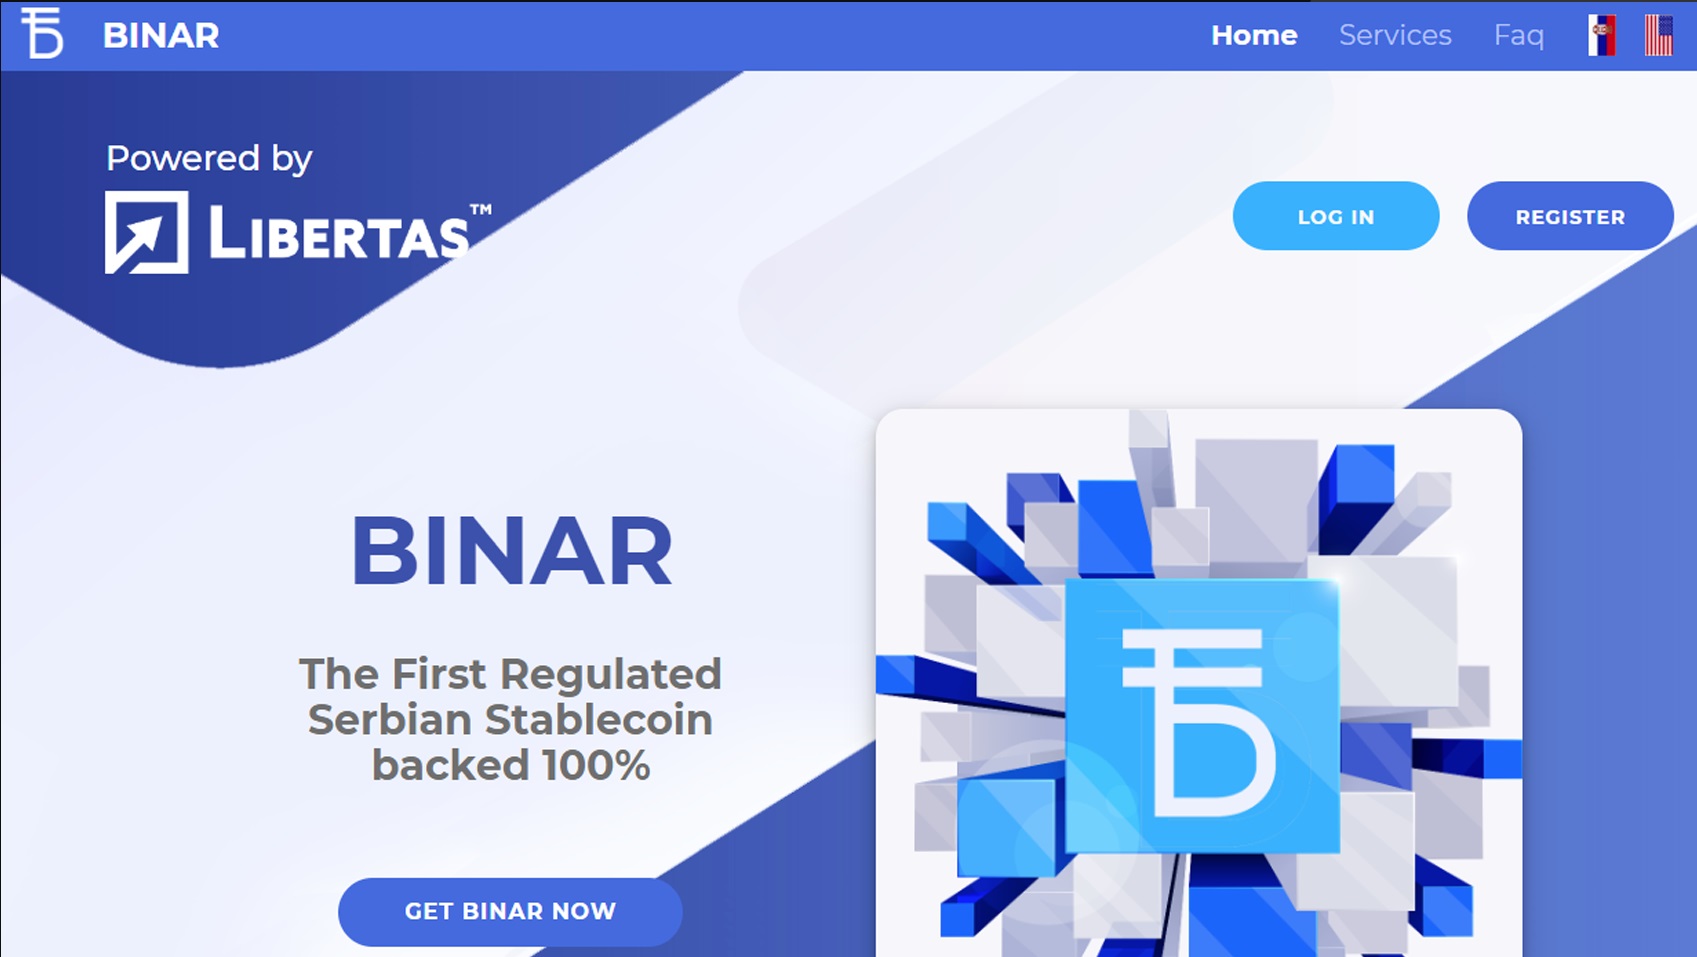 BINAR
Home Services Faq
Powered by
LIBERTAS™
LOG IN
REGISTER
BINAR
The First Regulated
Serbian Stablecoin
backed 100%
GET BINAR NOW